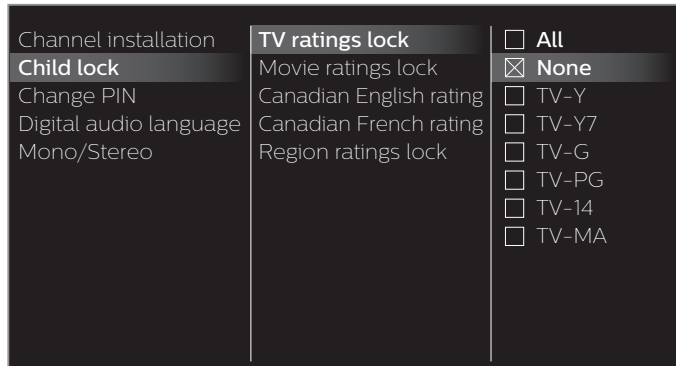 Channel installation
Child lock
Change PIN
Digital audio language
Mono/Stereo
TV ratings lock
Movie ratings lock
Canadian English rating
Canadian French rating
Region ratings lock
All
None
TV-Y
TV-Y7
TV-G
TV-PG
TV-14
TV-MA